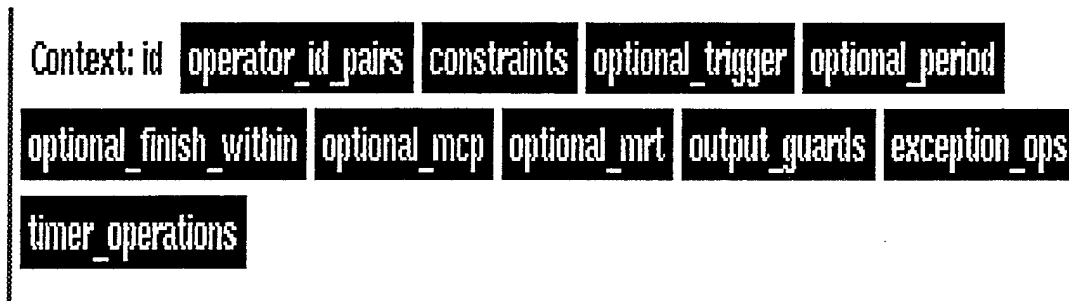 Context: id operator_id_pairs constraints optional_trigger optional_period
optional_finish_within optional_mcp optional_mrt output_guards exception_ops
timer_operations